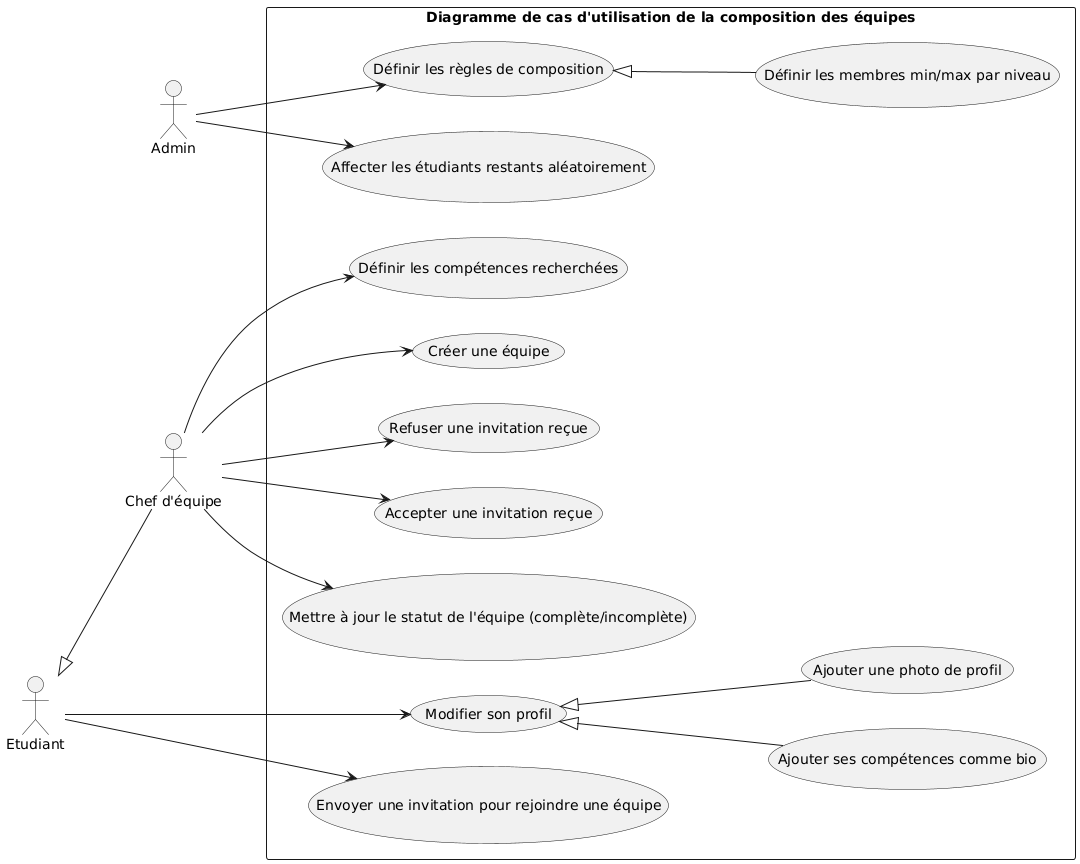 Diagramme de cas d'utilisation de la composition des équipes
Définir les règles de composition
Définir les membres min/max par niveau
Admin
Affecter les étudiants restants aléatoirement
Définir les compétences recherchées
Créer une équipe
Refuser une invitation reçue
Chef d'équipe
Accepter une invitation reçue
Mettre à jour le statut de l'équipe (complète/incomplète)
Ajouter une photo de profil
Modifier son profil
Etudiant
Ajouter ses compétences comme bio
Envoyer une invitation pour rejoindre une équipe